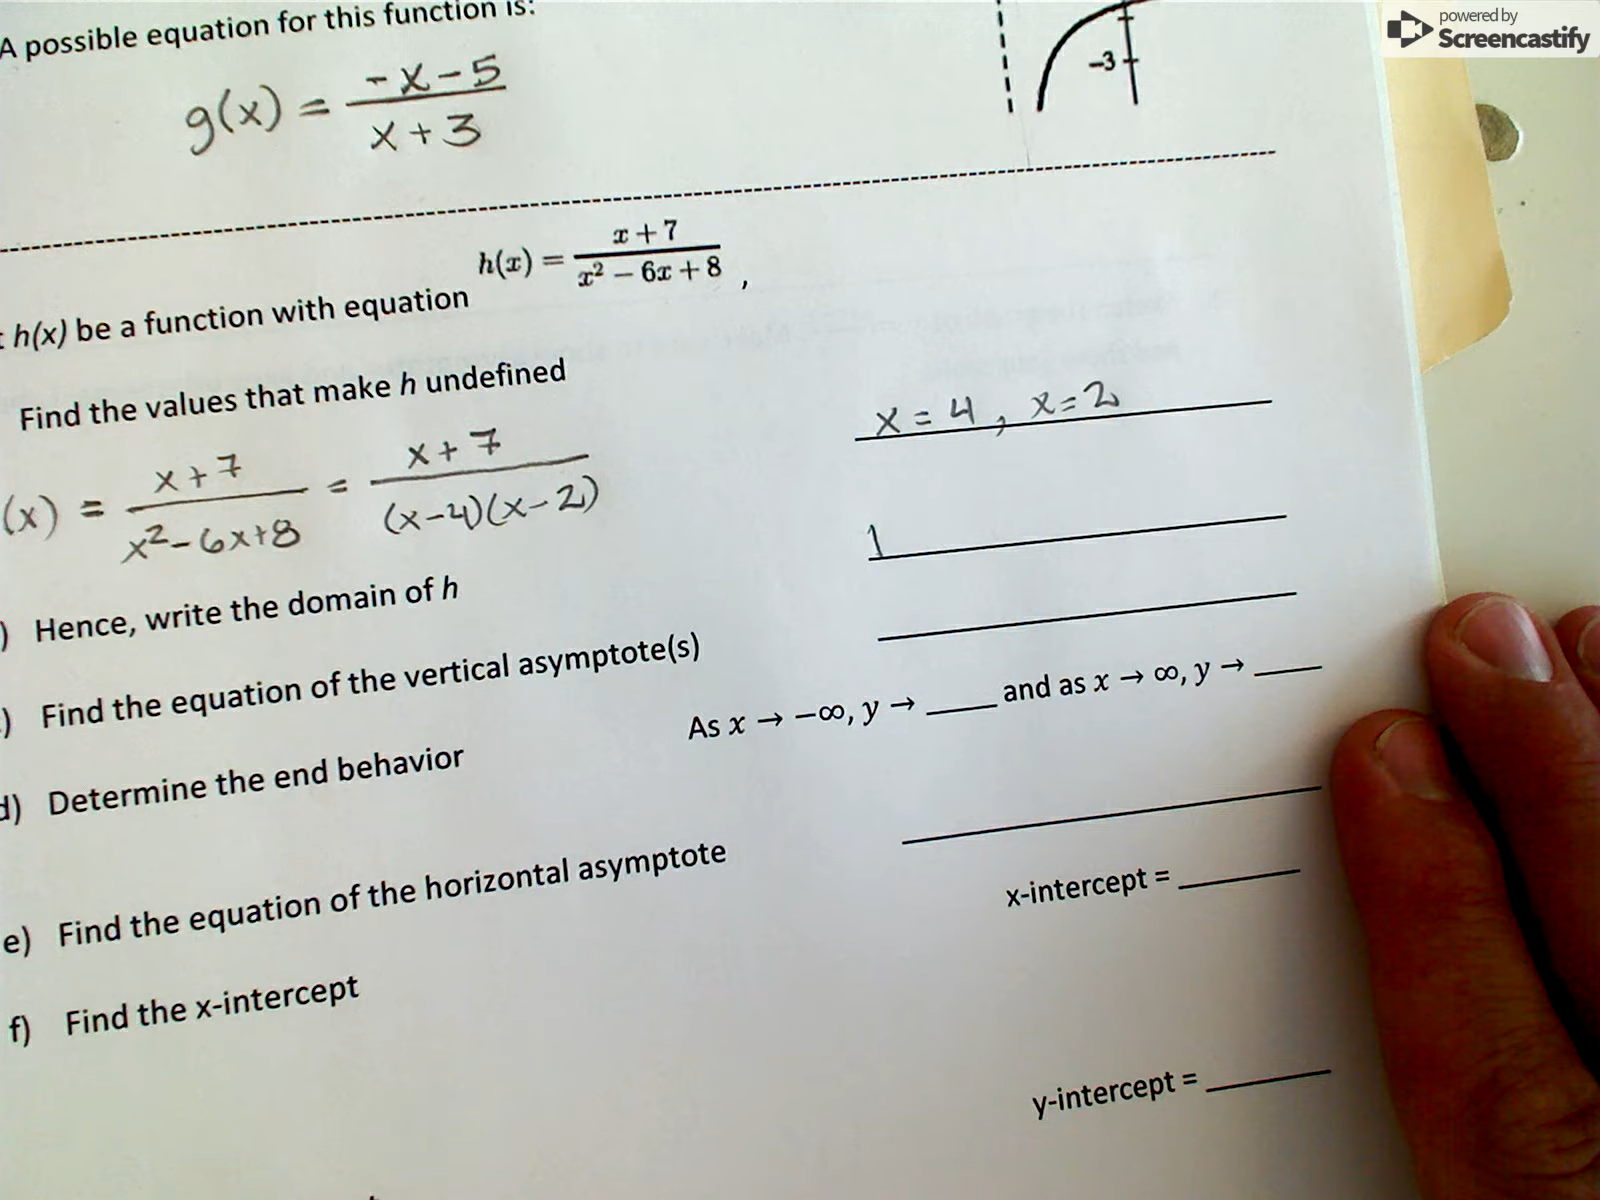 powered by
Screencastify
A possible equation for this function is:
g(x) = -x-5 / x+3
-3
h(x) = x+7 / x² - 6x + 8 ,
h(x) be a function with equation
Find the values that make h undefined
x = 4 , x = 2
(x) = x+7 / x²-6x+8 = x+7 / (x-4)(x-2)
) Hence, write the domain of h
) Find the equation of the vertical asymptote(s)
d) Determine the end behavior
As x → -∞, y → ____ and as x → ∞, y → ____
e) Find the equation of the horizontal asymptote
f) Find the x-intercept
x-intercept = ____
y-intercept = ____